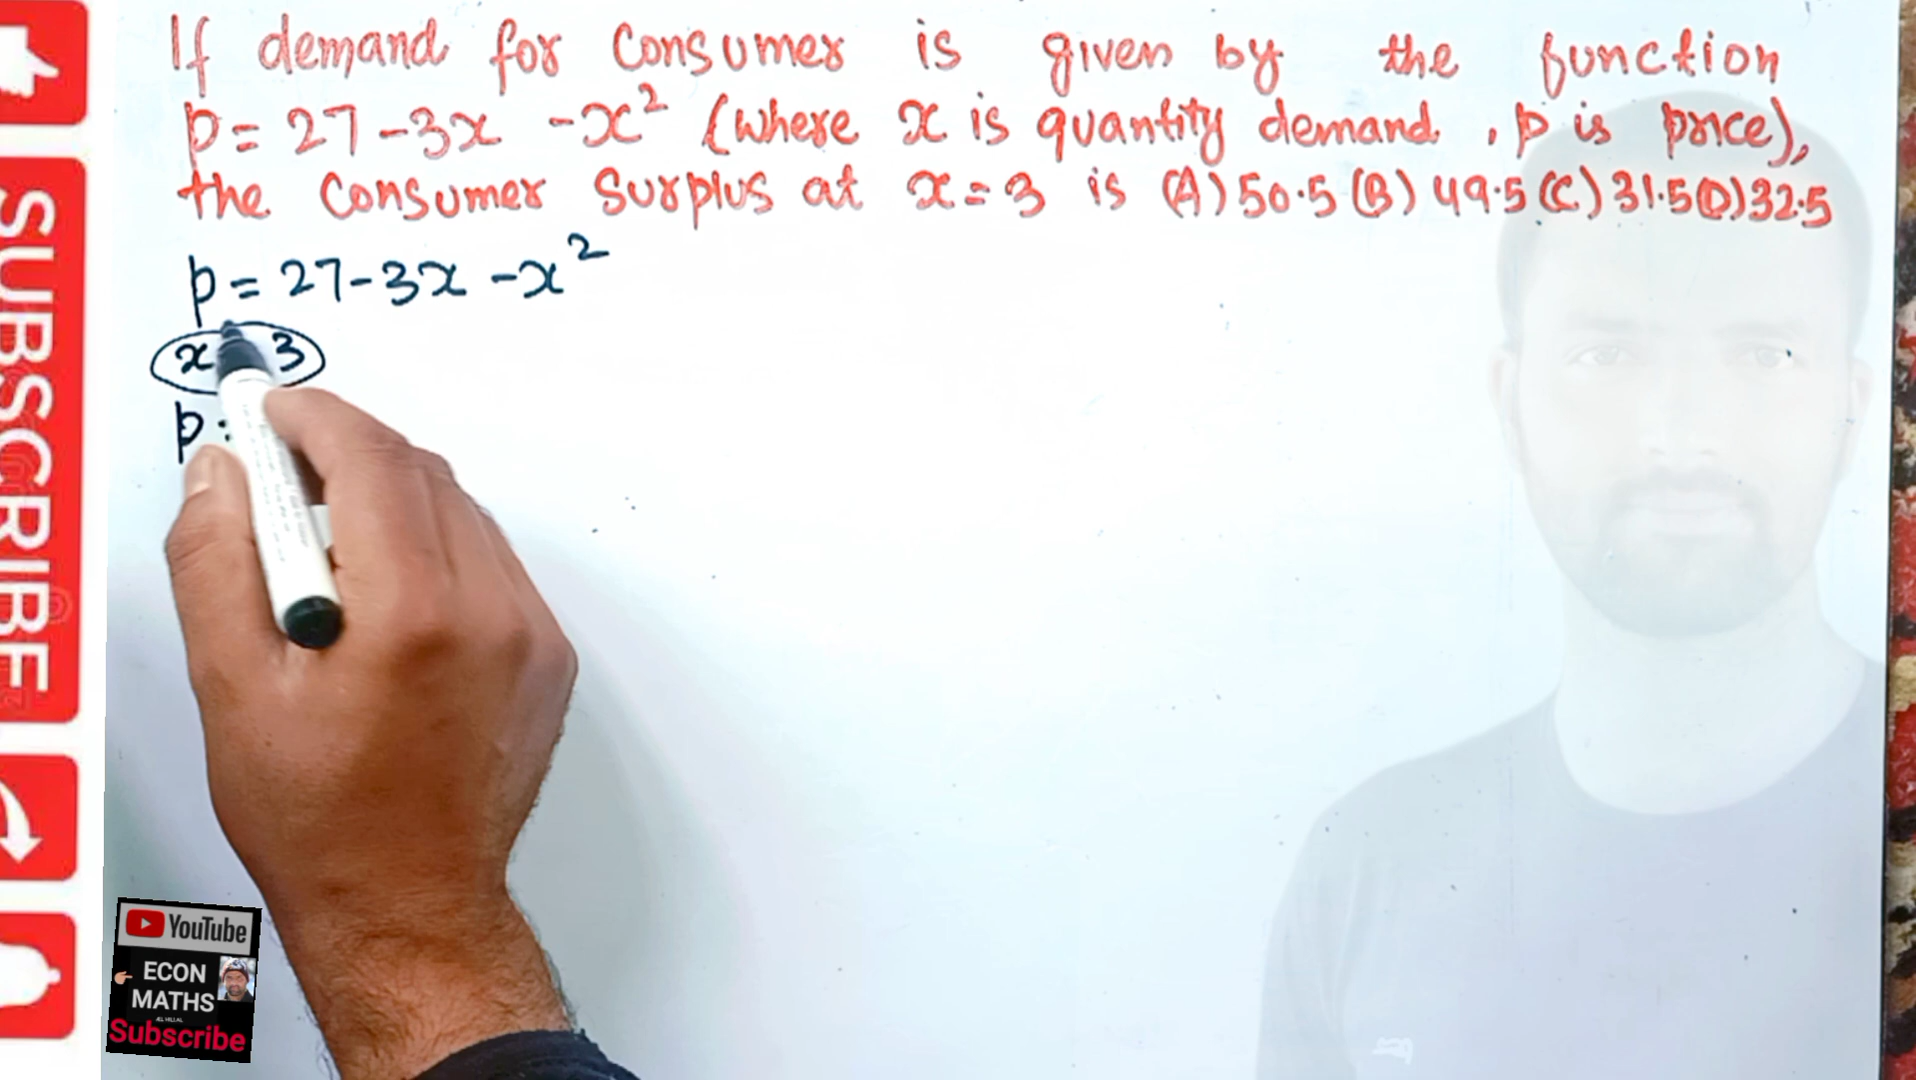 If demand for Consumer is given by the function
p = 27 - 3x - x² (where x is quantity demand, p is price),
the Consumer Surplus at x = 3 is (A) 50.5 (B) 49.5 (C) 31.5 (D) 32.5
p = 27 - 3x - x²
x 3
p
SUBSCRIBE
YouTube
ECON
MATHS
Subscribe